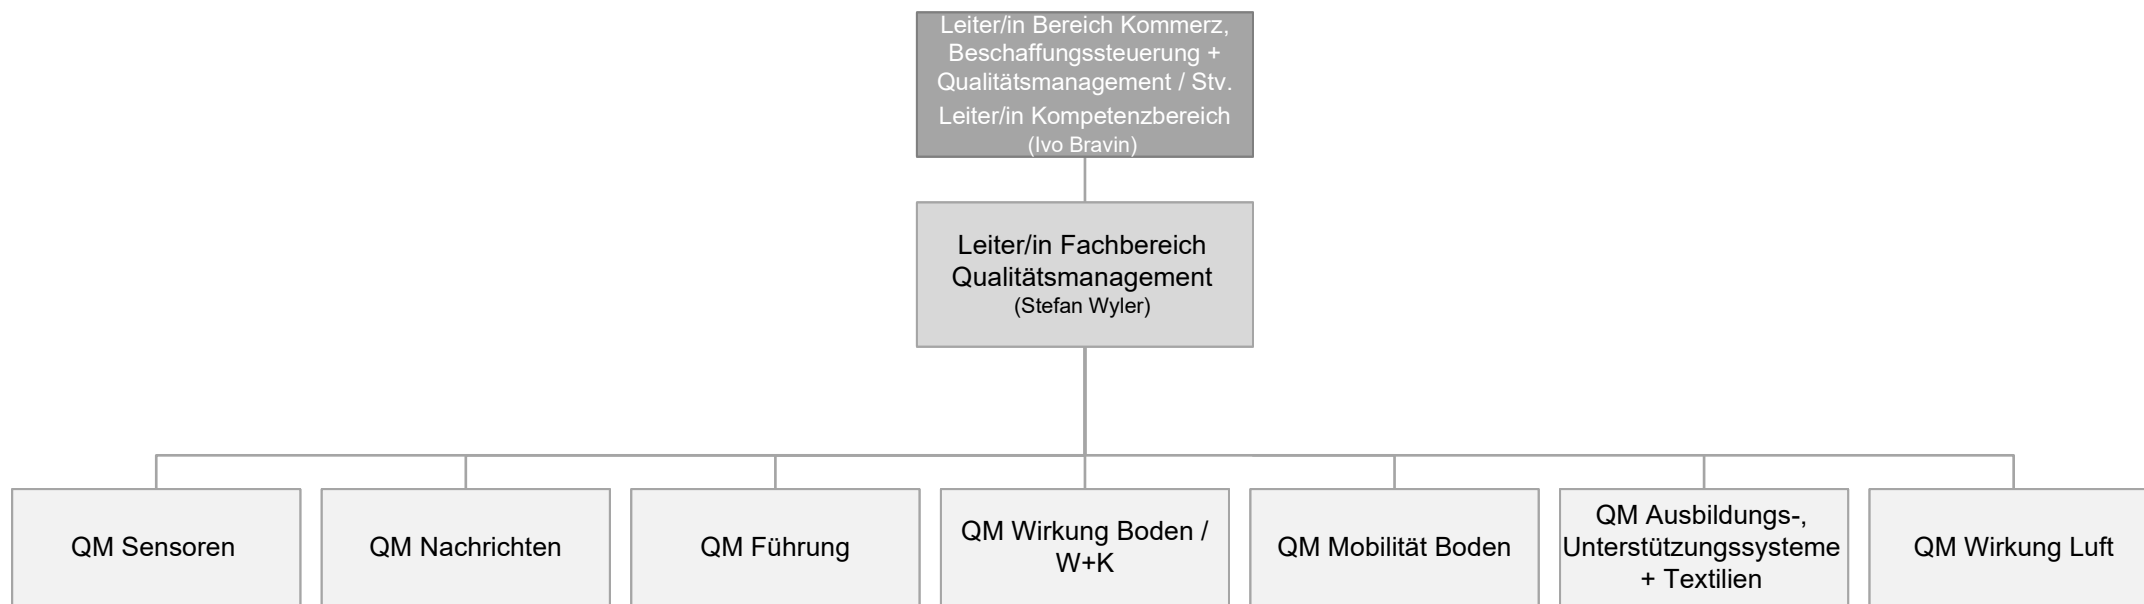 Leiter/in Bereich Kommerz,
Beschaffungssteuerung +
Qualitätsmanagement / Stv.
Leiter/in Kompetenzbereich
(Ivo Bravin)
Leiter/in Fachbereich
Qualitätsmanagement
(Stefan Wyler)
QM Sensoren
QM Nachrichten
QM Führung
QM Wirkung Boden /
W+K
QM Mobilität Boden
QM Ausbildungs-,
Unterstützungssysteme
+ Textilien
QM Wirkung Luft